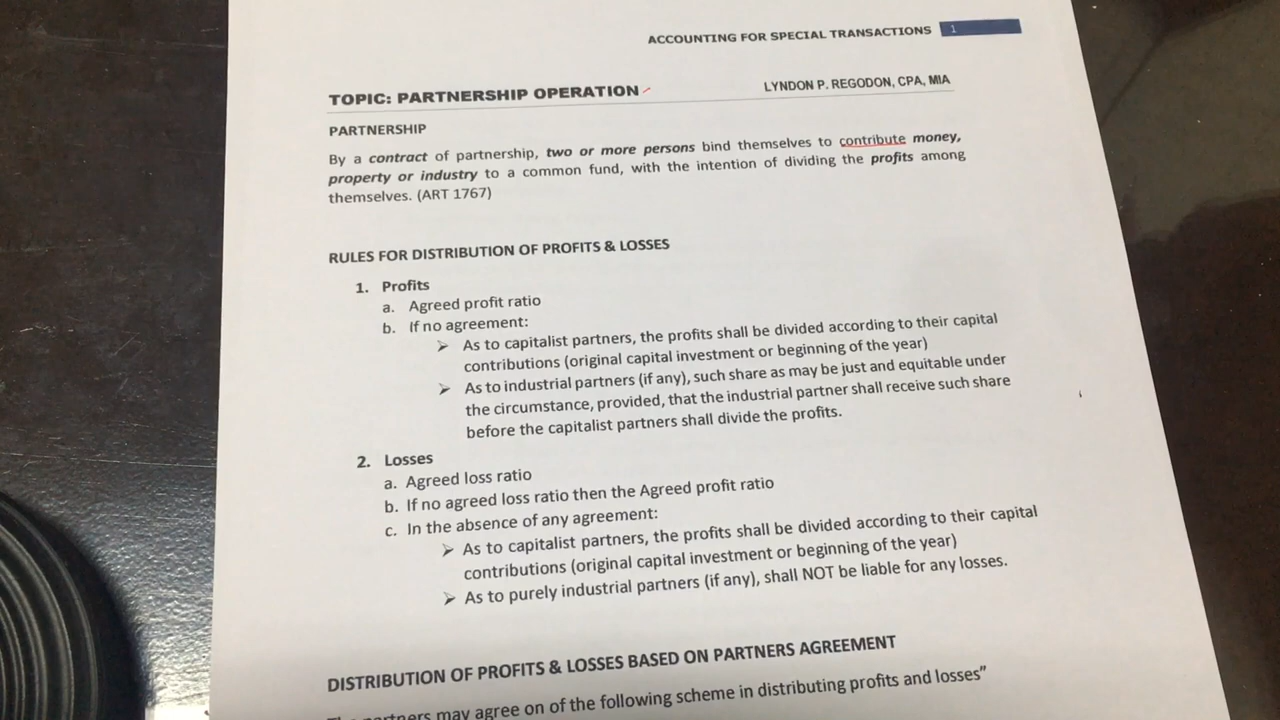 ACCOUNTING FOR SPECIAL TRANSACTIONS 1
TOPIC: PARTNERSHIP OPERATION
LYNDON P. REGODON, CPA, MIA
PARTNERSHIP
By a contract of partnership, two or more persons bind themselves to contribute money,
property or industry to a common fund, with the intention of dividing the profits among
themselves. (ART 1767)
RULES FOR DISTRIBUTION OF PROFITS & LOSSES
1. Profits
a. Agreed profit ratio
b. If no agreement:
➢ As to capitalist partners, the profits shall be divided according to their capital
contributions (original capital investment or beginning of the year)
➢ As to industrial partners (if any), such share as may be just and equitable under
the circumstance, provided, that the industrial partner shall receive such share
before the capitalist partners shall divide the profits.
2. Losses
a. Agreed loss ratio
b. If no agreed loss ratio then the Agreed profit ratio
c. In the absence of any agreement:
➢ As to capitalist partners, the profits shall be divided according to their capital
contributions (original capital investment or beginning of the year)
➢ As to purely industrial partners (if any), shall NOT be liable for any losses.
DISTRIBUTION OF PROFITS & LOSSES BASED ON PARTNERS AGREEMENT
The partners may agree on of the following scheme in distributing profits and losses"